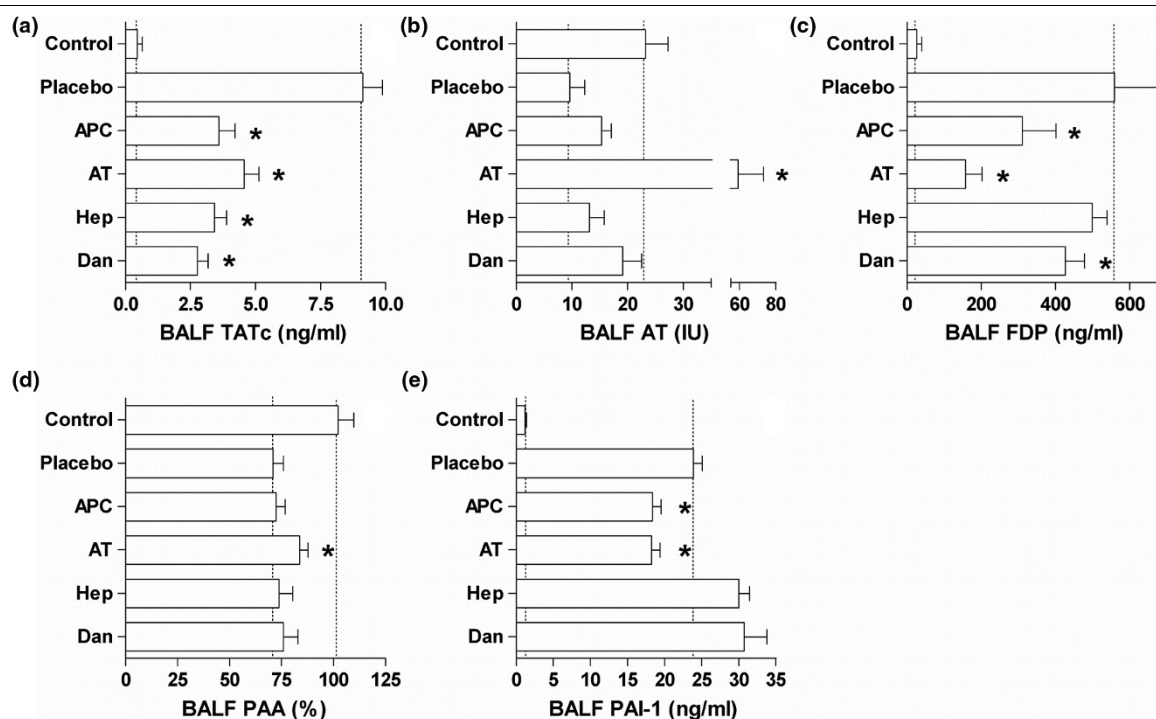 (a)
Control
Placebo
APC *
AT *
Hep *
Dan *
0.0 2.5 5.0 7.5 10.0
BALF TATc (ng/ml)
(b)
Control
Placebo
APC
AT *
Hep
Dan
0 10 20 30 60 80
BALF AT (IU)
(c)
Control
Placebo
APC *
AT *
Hep
Dan *
0 200 400 600
BALF FDP (ng/ml)
(d)
Control
Placebo
APC
AT *
Hep
Dan
0 25 50 75 100 125
BALF PAA (%)
(e)
Control
Placebo
APC *
AT *
Hep
Dan
0 5 10 15 20 25 30 35
BALF PAI-1 (ng/ml)